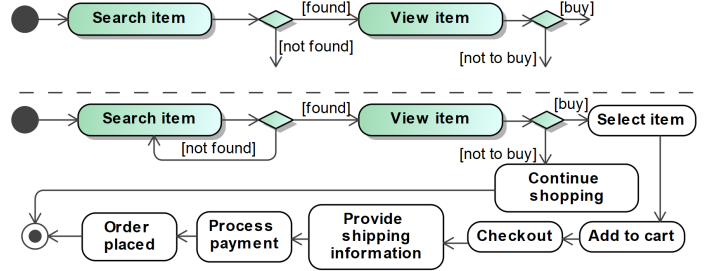 Search item
[found]
View item
[buy]
[not found]
[not to buy]
Search item
[found]
View item
[buy]
Select item
[not found]
[not to buy]
Continue
shopping
Order
placed
Process
payment
Provide
shipping
information
Checkout
Add to cart